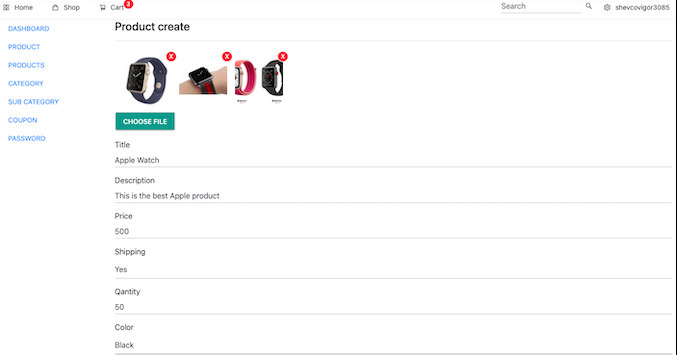 Home Shop Cart 3 Search shevcovigor3085
DASHBOARD
PRODUCT
PRODUCTS
CATEGORY
SUB CATEGORY
COUPON
PASSWORD
Product create
X X X
CHOOSE FILE
Title
Apple Watch
Description
This is the best Apple product
Price
500
Shipping
Yes
Qantity
50
Color
Black